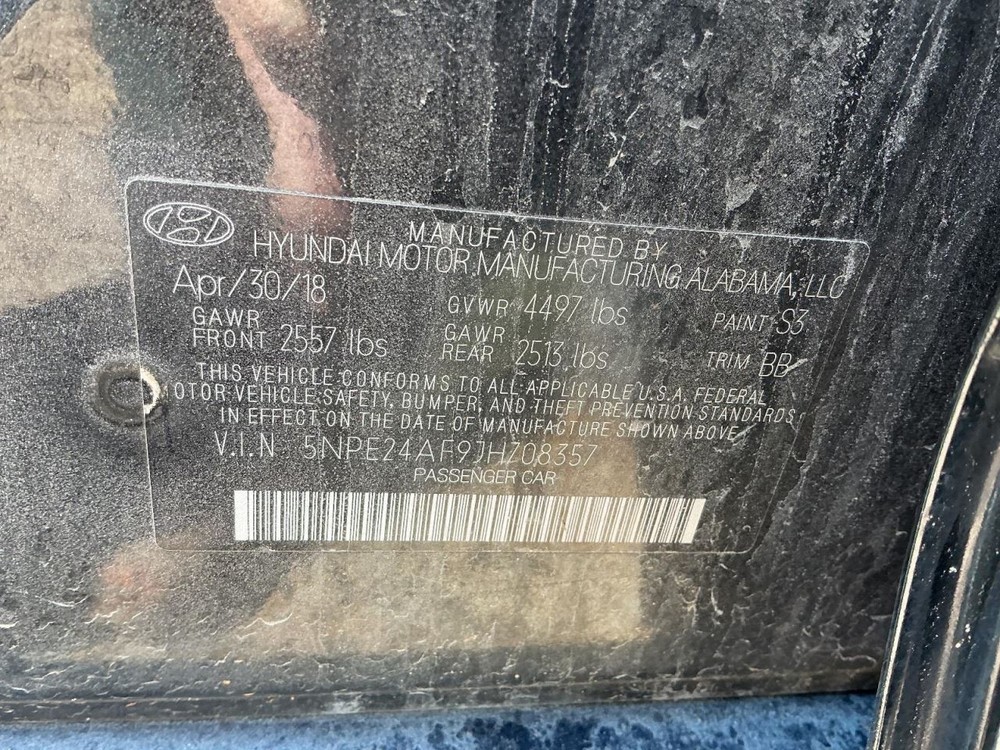 MANUFACTURED BY
HYUNDAI MOTOR MANUFACTURING ALABAMA, LLC
Apr/30/18 GVWR 4497 lbs PAINT S3
GAWR FRONT 2557 lbs GAWR REAR 2513 lbs TRIM BB
THIS VEHICLE CONFORMS TO ALL APPLICABLE U.S.A. FEDERAL
OTOR VEHICLE SAFETY, BUMPER, AND THEFT PREVENTION STANDARDS
IN EFFECT ON THE DATE OF MANUFACTURE SHOWN ABOVE
V.I.N 5NPE24AF9JH708357
PASSENGER CAR